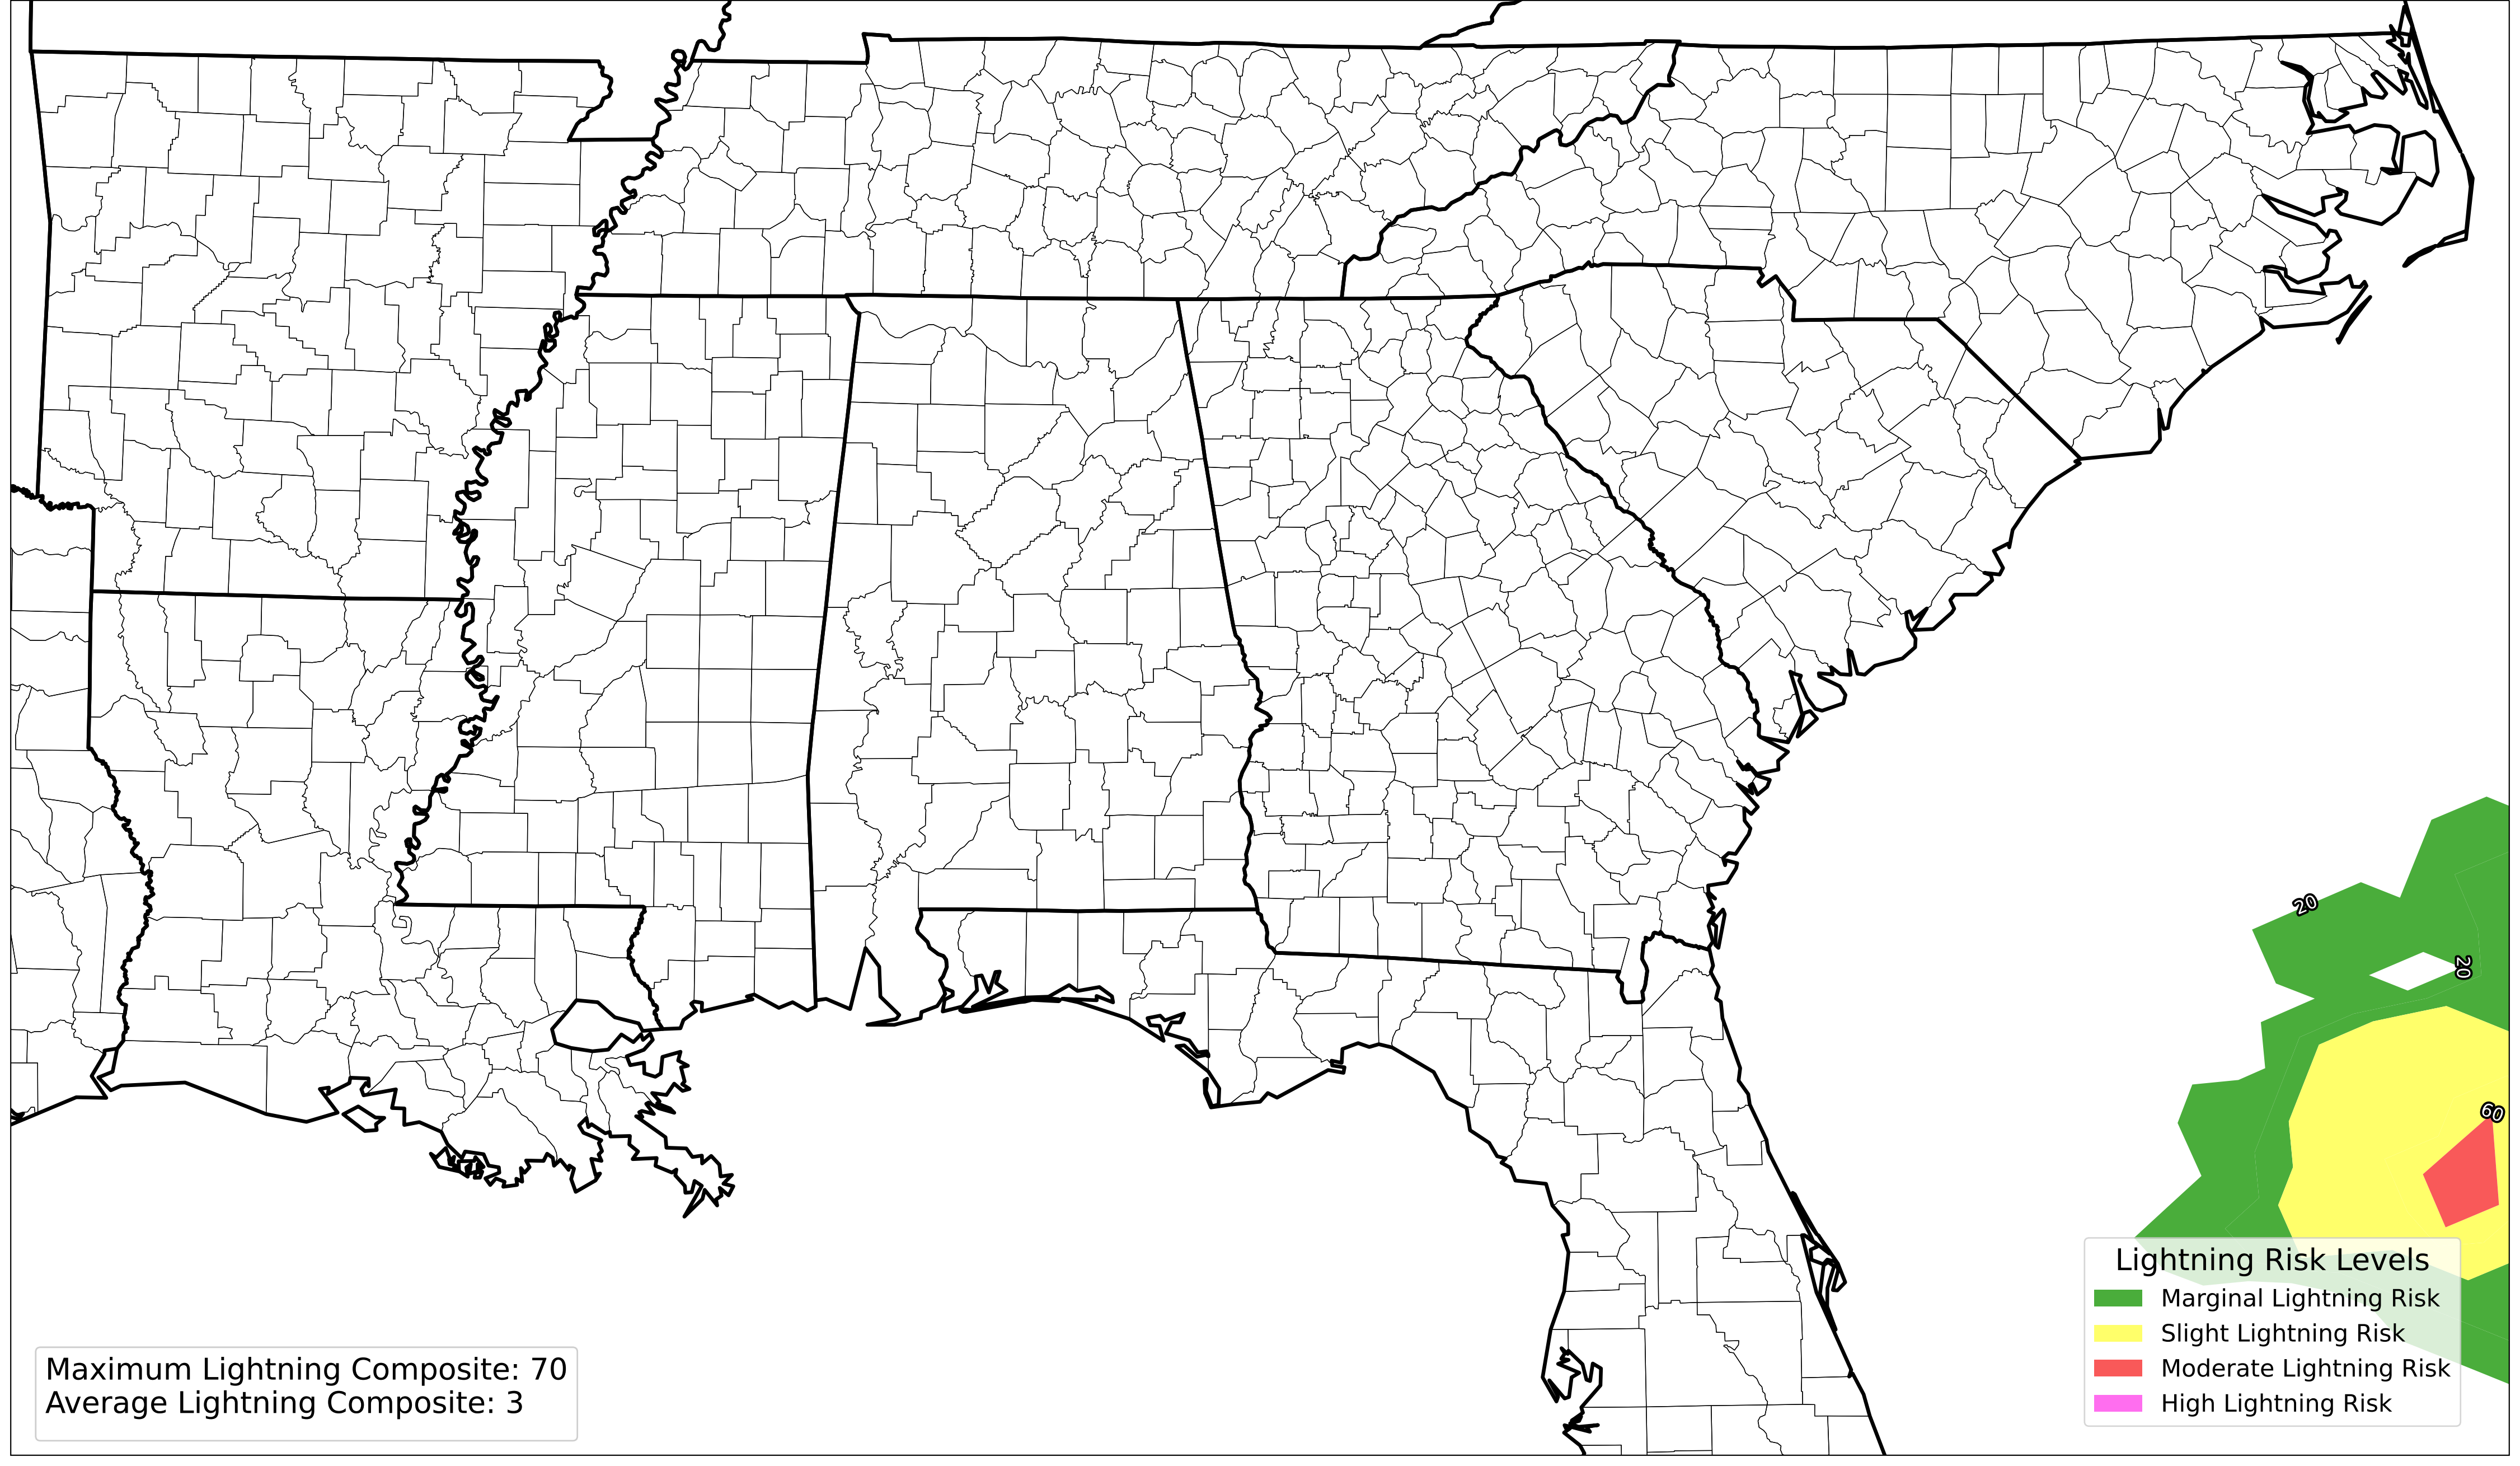 20
20
60
Lightning Risk Levels
Marginal Lightning Risk
Slight Lightning Risk
Moderate Lightning Risk
High Lightning Risk
Maximum Lightning Composite: 70
Average Lightning Composite: 3